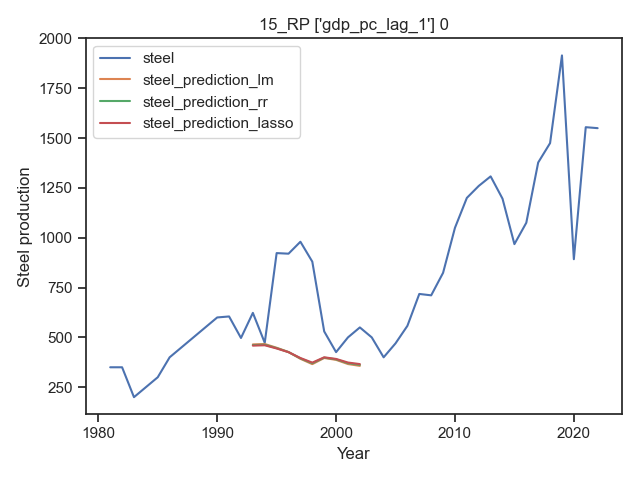 15_RP ['gdp_pc_lag_1'] 0
steel
steel_prediction_lm
steel_prediction_rr
steel_prediction_lasso
Steel production
2000
1750
1500
1250
1000
750
500
250
1980 1990 2000 2010 2020
Year